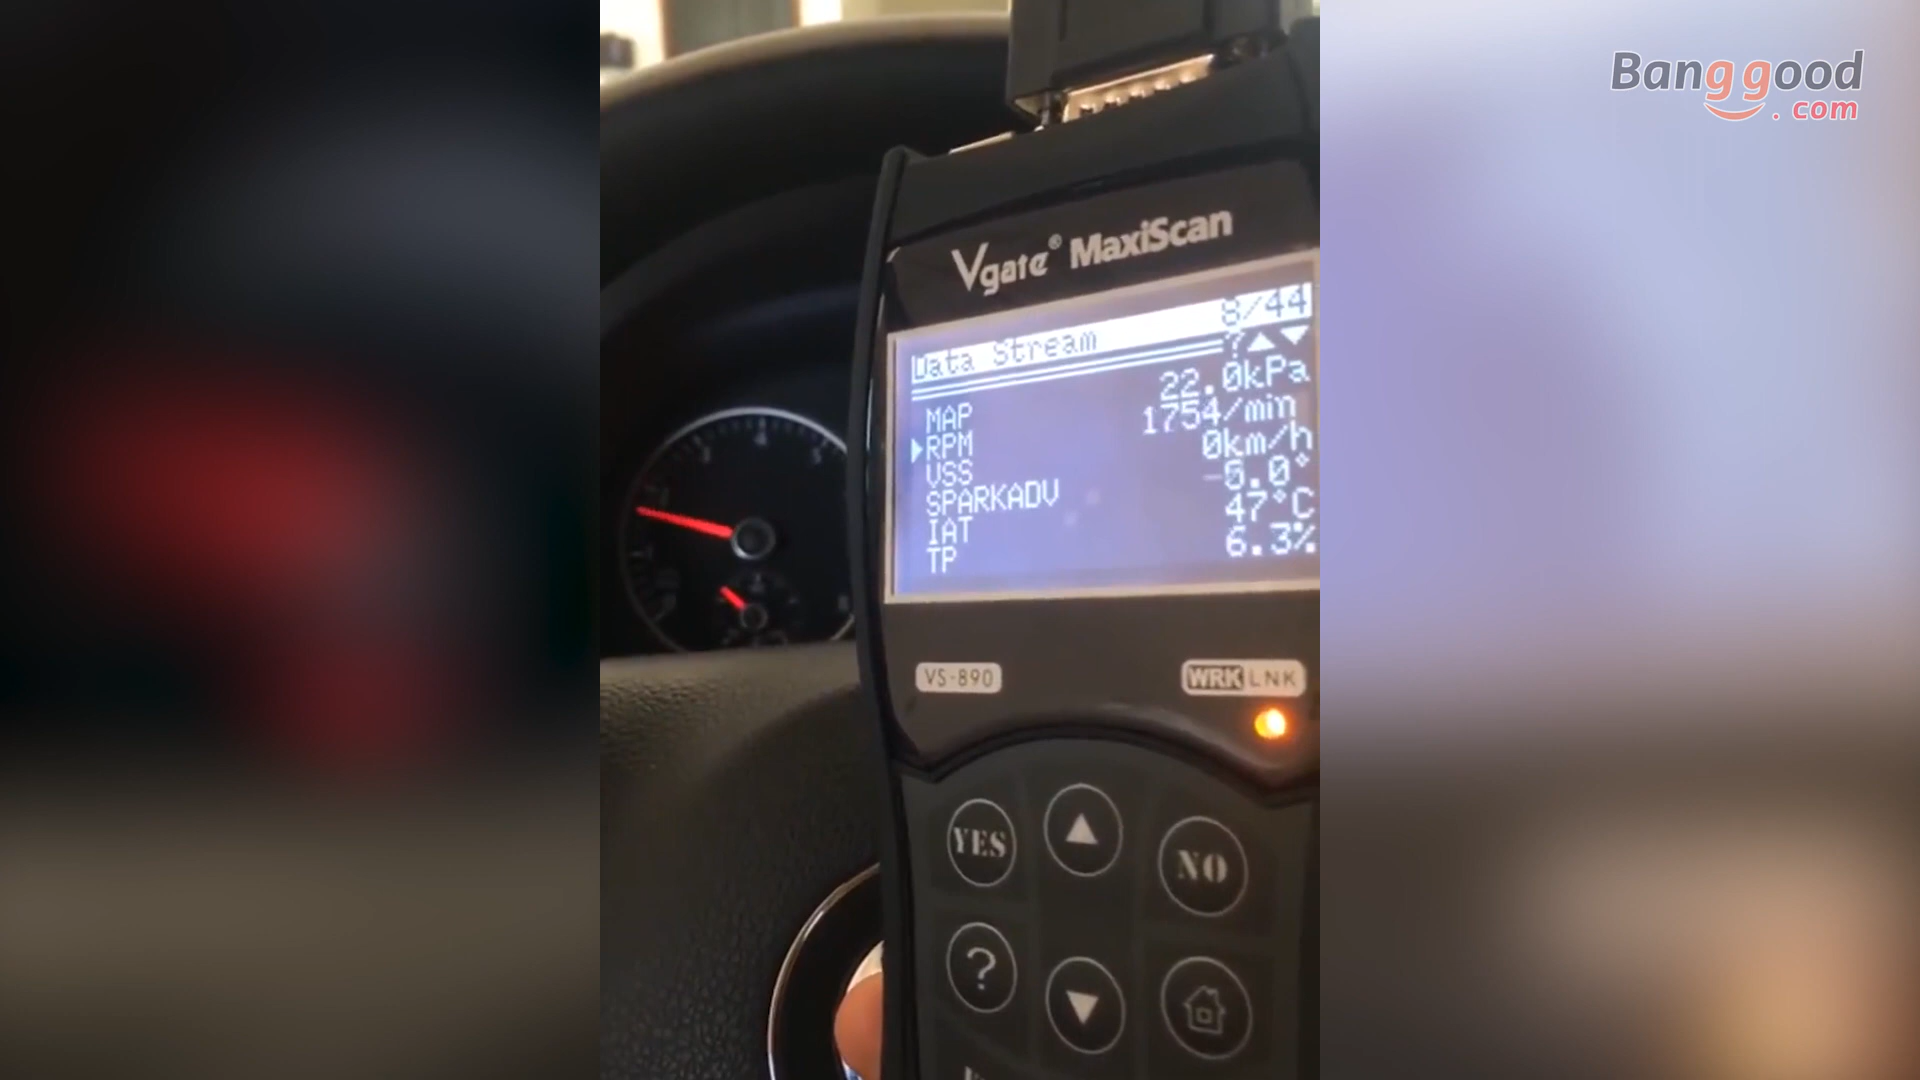 Banggood
.com
Vgate® MaxiScan
Data Stream 8/44
?
MAP 22.0kPa
RPM 1754/min
VSS 0km/h
SPARKADV
IAT 47°C
TP 6.3%
VS-890
WRK LNK
YES
NO
?